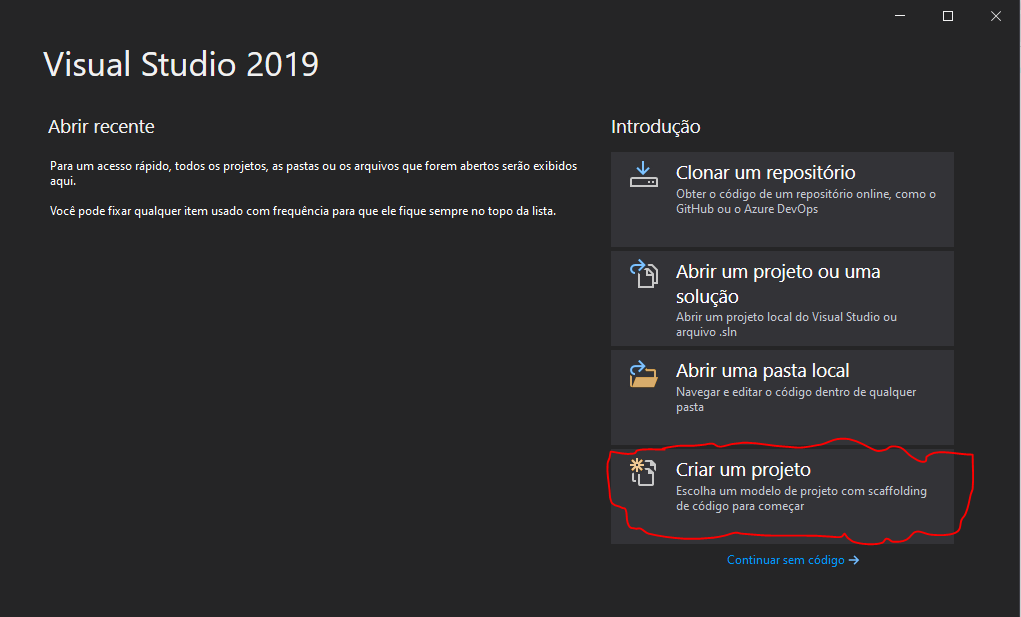 Visual Studio 2019
Abrir recente
Para um acesso rápido, todos os projetos, as pastas ou os arquivos que forem abertos serão exibidos
aqui.
Você pode fixar qualquer item usado com frequência para que ele fique sempre no topo da lista.
Introdução
Clonar um repositório
Obter o código de um repositório online, como o
GitHub ou o Azure DevOps
Abrir um projeto ou uma
solução
Abrir um projeto local do Visual Studio ou
arquivo .sln
Abrir uma pasta local
Navegar e editar o código dentro de qualquer
pasta
Criar um projeto
Escolha um modelo de projeto com scaffolding
de código para começar
Continuar sem código →